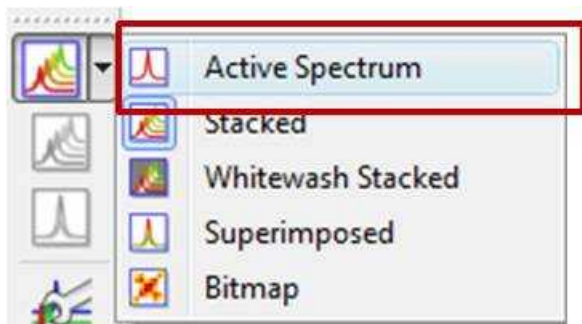 Active Spectrum
Stacked
Whitewash Stacked
Superimposed
Bitmap